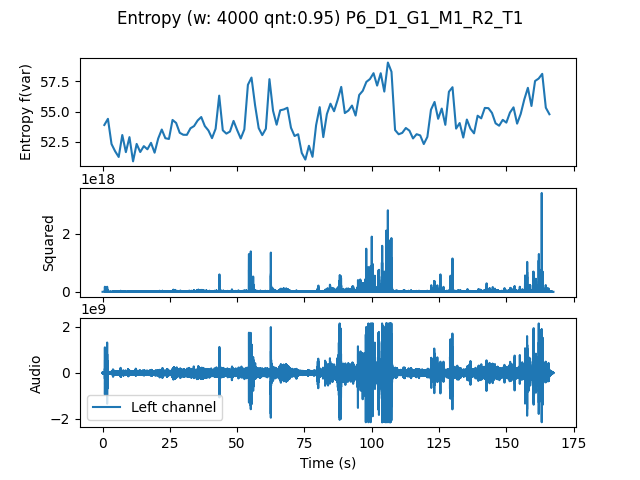 Entropy (w: 4000 qnt:0.95) P6_D1_G1_M1_R2_T1
Entropy f(var)
57.5
55.0
52.5
1e18
Squared
2
0
1e9
Audio
2
0
−2
Left channel
0 25 50 75 100 125 150 175
Time (s)